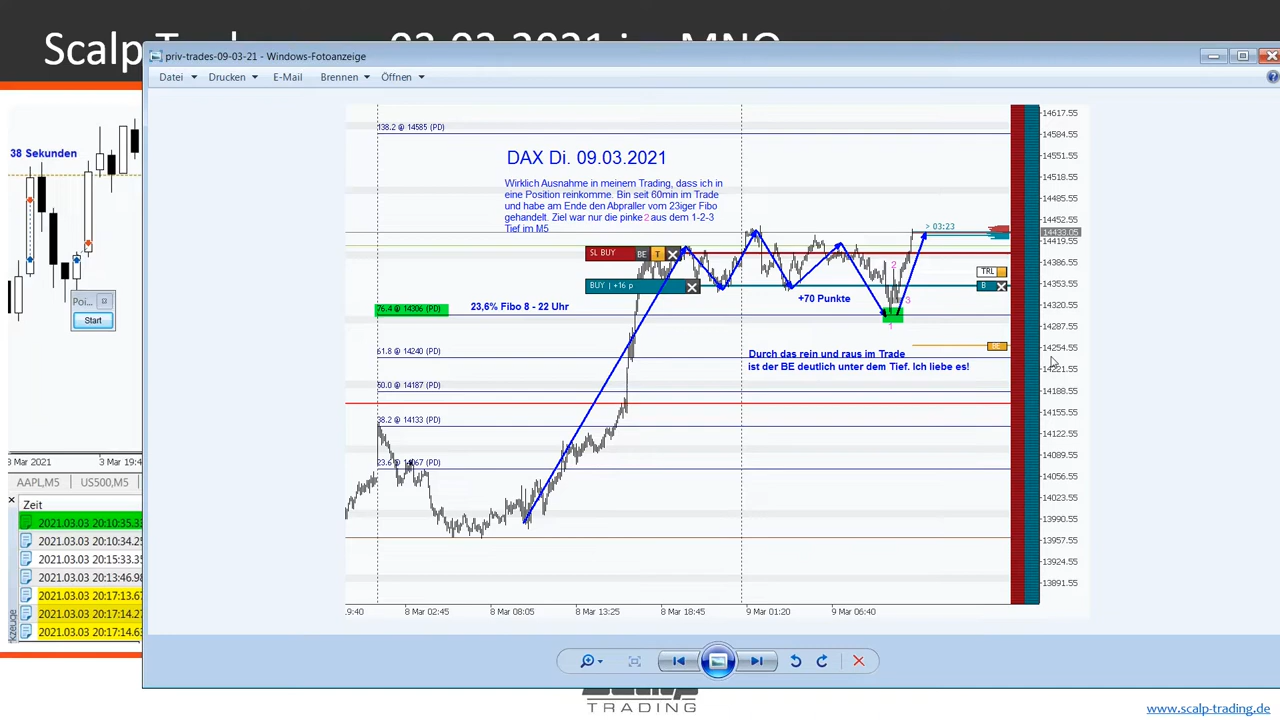 priv-trades-09-03-21 - Windows-Fotoanzeige
Datei Drucken E-Mail Brennen Öffnen
138.2 @ 14585 (PD)
DAX Di. 09.03.2021
Wirklich Ausnahme in meinem Trading, dass ich in
eine Position reinkomme. Bin seit 60min im Trade
und habe am Ende den Abpraller vom 23iger Fibo
gehandelt. Ziel war nur die pinke 2 aus dem 1-2-3
Tief im M5
> 03:23
SL BUY BE T
BUY | +16 p
TRL
B
2
3
1
+70 Punkte
76.4 @ 14306 (PD)
23,6% Fibo 8 - 22 Uhr
BE
61.8 @ 14240 (PD)
Durch das rein und raus im Trade
ist der BE deutlich unter dem Tief. Ich liebe es!
50.0 @ 14187 (PD)
38.2 @ 14133 (PD)
23.6 @ 14067 (PD)
14617.55
14584.55
14551.55
14518.55
14485.55
14452.55
14433.05
14419.55
14386.55
14353.55
14320.55
14287.55
14254.55
14221.55
14188.55
14155.55
14122.55
14089.55
14056.55
14023.55
13990.55
13957.55
13924.55
13891.55
9:40 8 Mar 02:45 8 Mar 08:05 8 Mar 13:25 8 Mar 18:45 9 Mar 01:20 9 Mar 06:40
38 Sekunden
Poi...
Start
Mar 2021 3 Mar 19:4
AAPL,M5 US500,M5
Zeit
2021.03.03 20:10:35.33
2021.03.03 20:10:34.2
2021.03.03 20:15:33.3
2021.03.03 20:13:46.98
2021.03.03 20:17:13.6
2021.03.03 20:17:14.27
2021.03.03 20:17:14.6
kzeuge
TRADING
www.scalp-trading.de